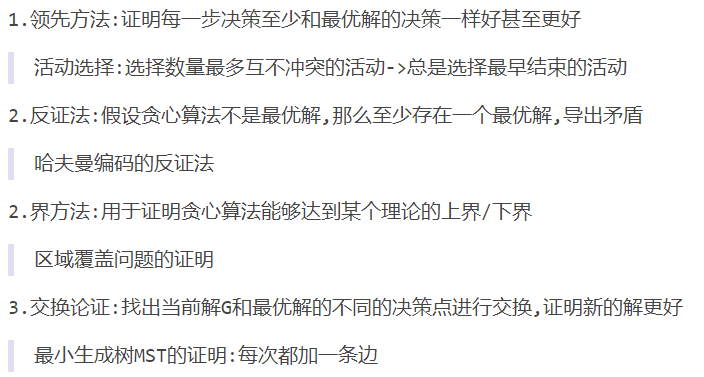 1.领先方法:证明每一步决策至少和最优解的决策一样好甚至更好
活动选择:选择数量最多互不冲突的活动->总是选择最早结束的活动
2.反证法:假设贪心算法不是最优解,那么至少存在一个最优解,导出矛盾
哈夫曼编码的反证法
2.界方法:用于证明贪心算法能够达到某个理论的上界/下界
区域覆盖问题的证明
3.交换论证:找出当前解G和最优解的不同的决策点进行交换,证明新的解更好
最小生成树MST的证明:每次都加一条边